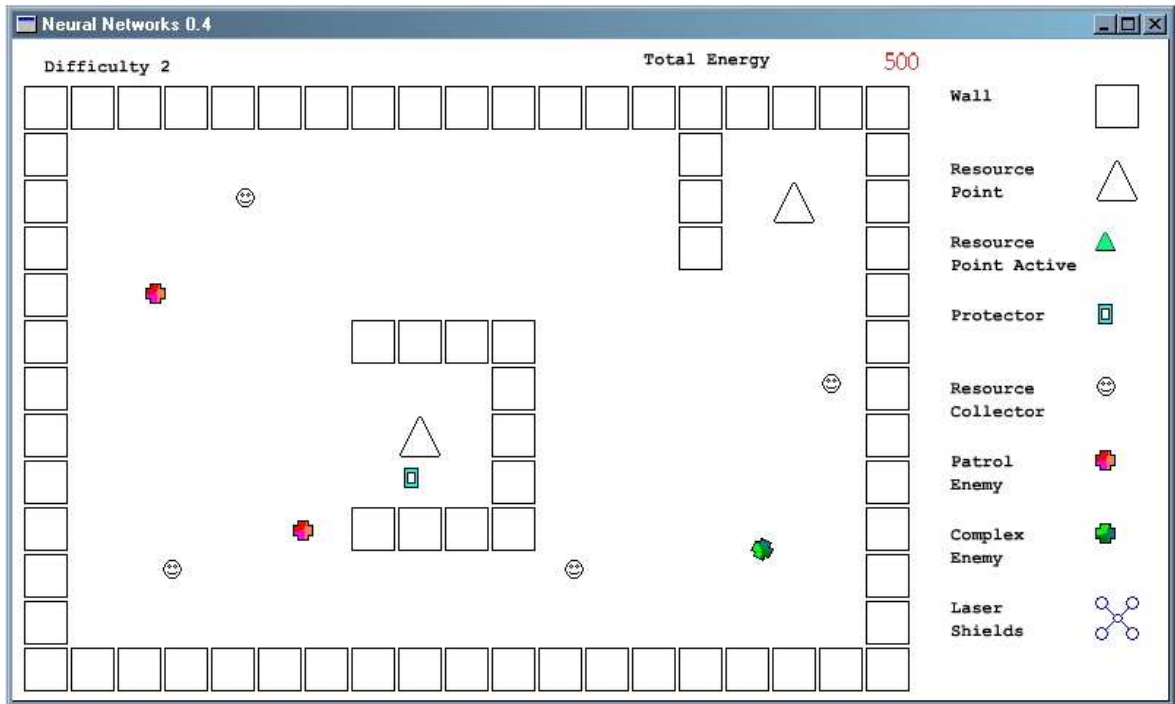 Neural Networks 0.4
Difficulty 2
Total Energy
500
Wall
Resource
Point
Resource
Point Active
Protector
Resource
Collector
Patrol
Enemy
Complex
Enemy
Laser
Shields